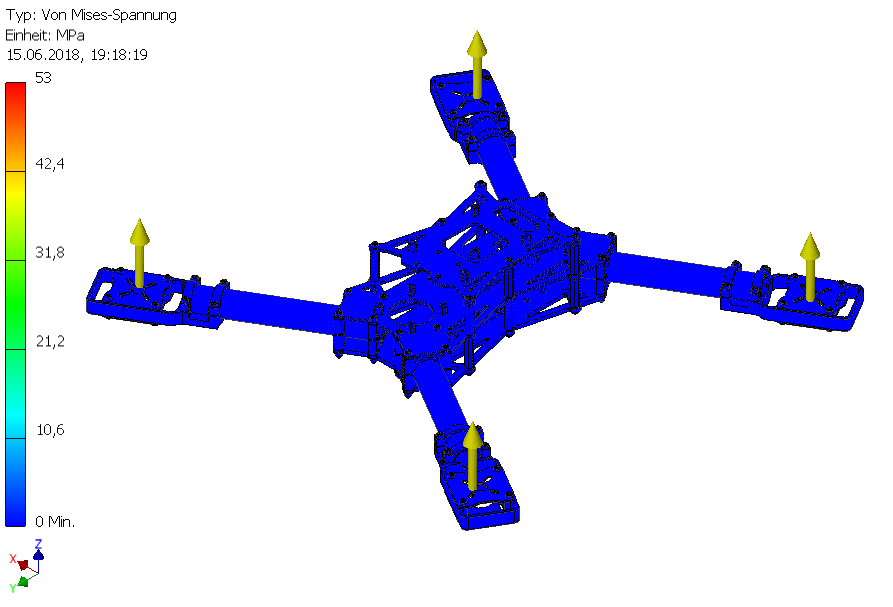 Typ: Von Mises-Spannung
Einheit: MPa
15.06.2018, 19:18:19
53
42,4
31,8
21,2
10,6
0 Min.
Z
X
Y